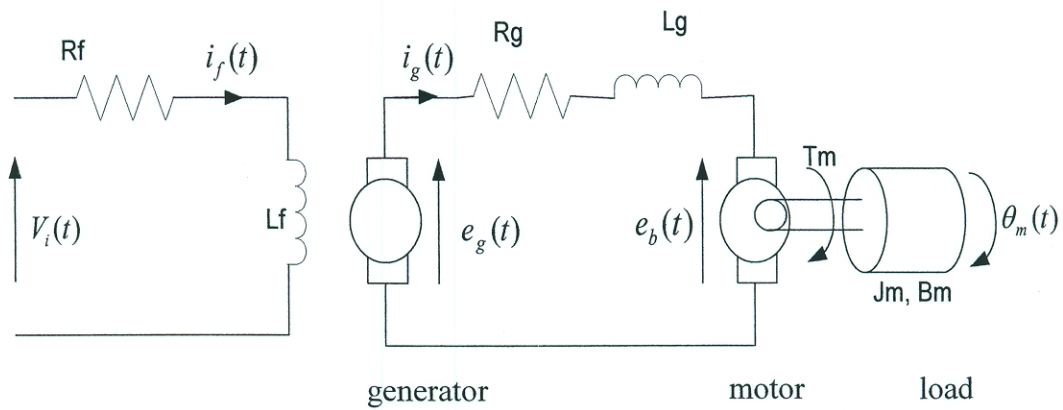 Rf
i_f(t)
i_g(t)
Rg
Lg
V_i(t)
Lf
e_g(t)
e_b(t)
Tm
θ_m(t)
Jm, Bm
generator
motor
load